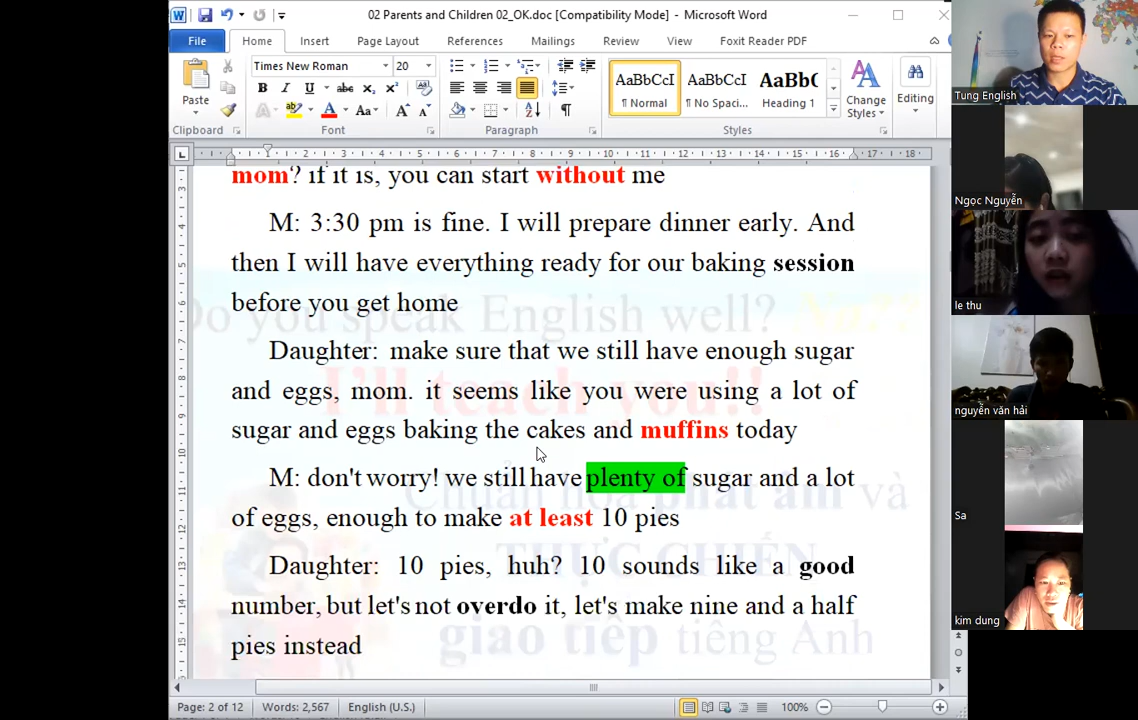 02 Parents and Children 02_OK.doc [Compatibility Mode] - Microsoft Word
File Home Insert Page Layout References Mailings Review View Foxit Reader PDF
Times New Roman 20
Paste
AaBbCcI AaBbCcI AaBbC
¶ Normal ¶ No Spaci... Heading 1
Change Styles
Editing
Clipboard Font Paragraph Styles
mom? if it is, you can start without me
M: 3:30 pm is fine. I will prepare dinner early. And
then I will have everything ready for our baking session
before you get home
Daughter: make sure that we still have enough sugar
and eggs, mom. it seems like you were using a lot of
sugar and eggs baking the cakes and muffins today
M: don't worry! we still have plenty of sugar and a lot
of eggs, enough to make at least 10 pies
Daughter: 10 pies, huh? 10 sounds like a good
number, but let's not overdo it, let's make nine and a half
pies instead
Do you speak English well? No??
I'll teach you!!
Chuẩn hóa phát âm và
THỰC CHIẾN
giao tiếp tiếng Anh
Page: 2 of 12 Words: 2,567 English (U.S.) 100%
Tung English
Ngọc Nguyễn
le thu
nguyễn văn hải
Sa
kim dung